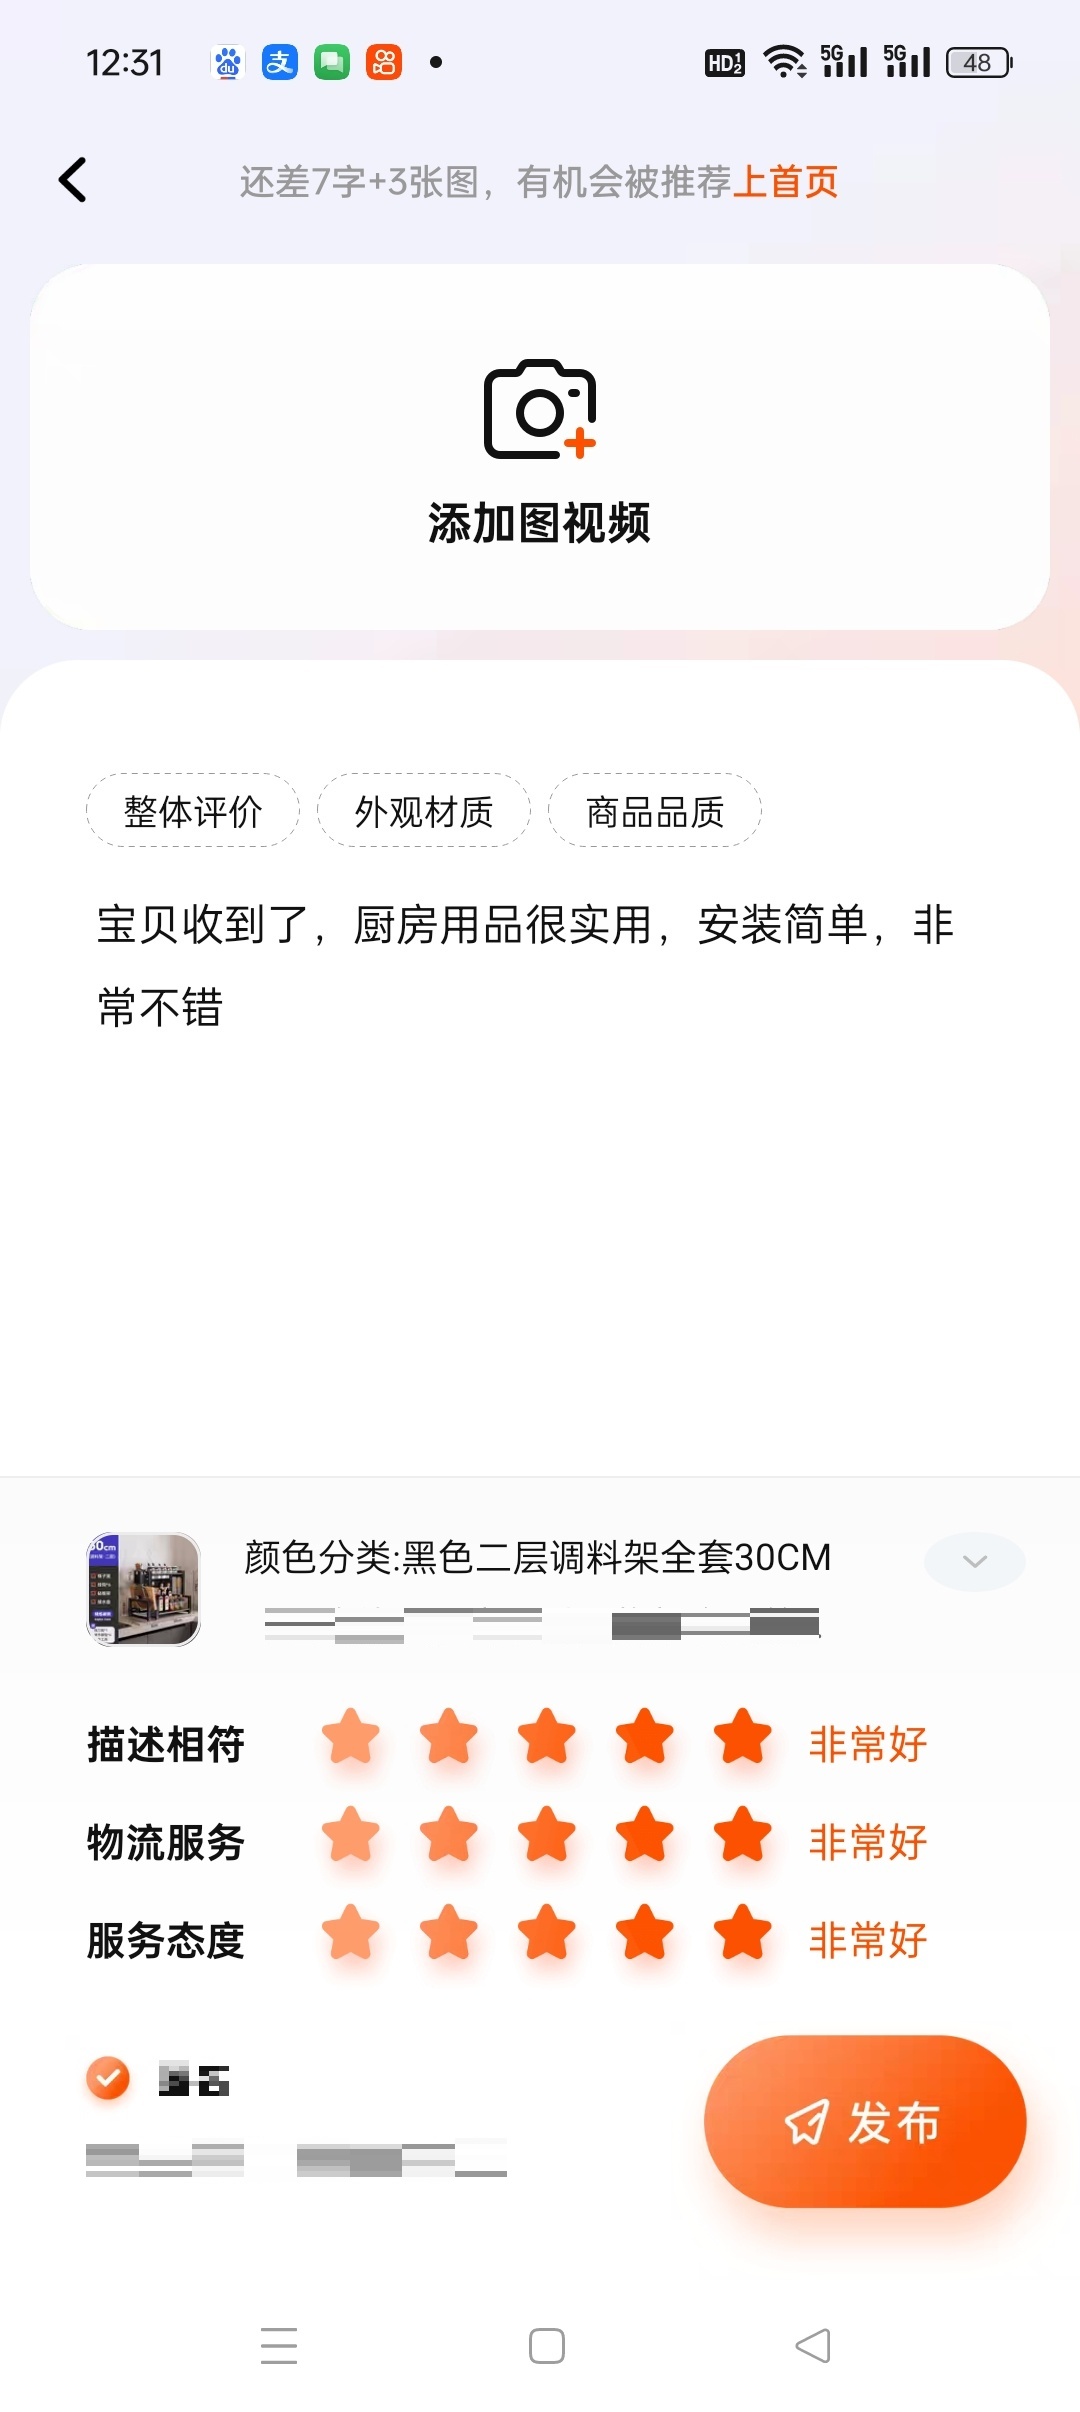 12:31
HD 1 2 5G 5G 48
还差7字+3张图，有机会被推荐上首页
添加图视频
整体评价 外观材质 商品品质
宝贝收到了，厨房用品很实用，安装简单，非
常不错
颜色分类:黑色二层调料架全套30CM
描述相符 非常好
物流服务 非常好
服务态度 非常好
发布